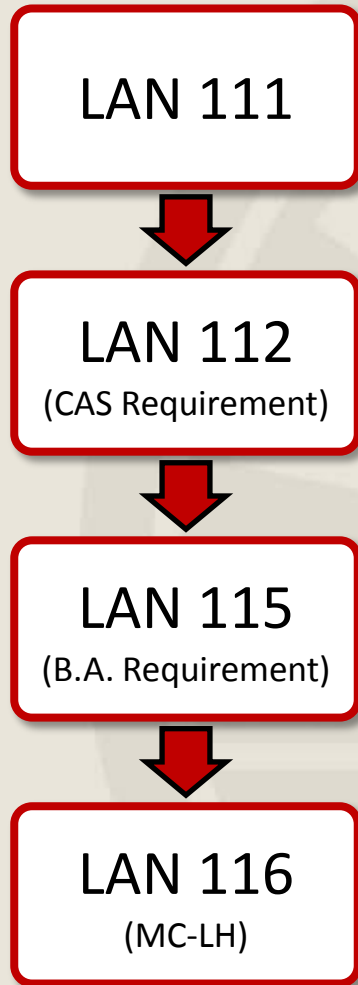 LAN 111
LAN 112
(CAS Requirement)
LAN 115
(B.A. Requirement)
LAN 116
(MC-LH)